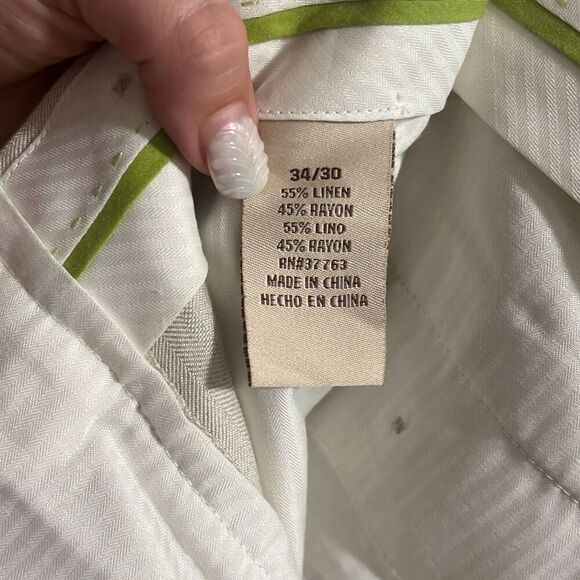 34/30
55% LINEN
45% RAYON
55% LINO
45% RAYON
RN#37763
MADE IN CHINA
HECHO EN CHINA